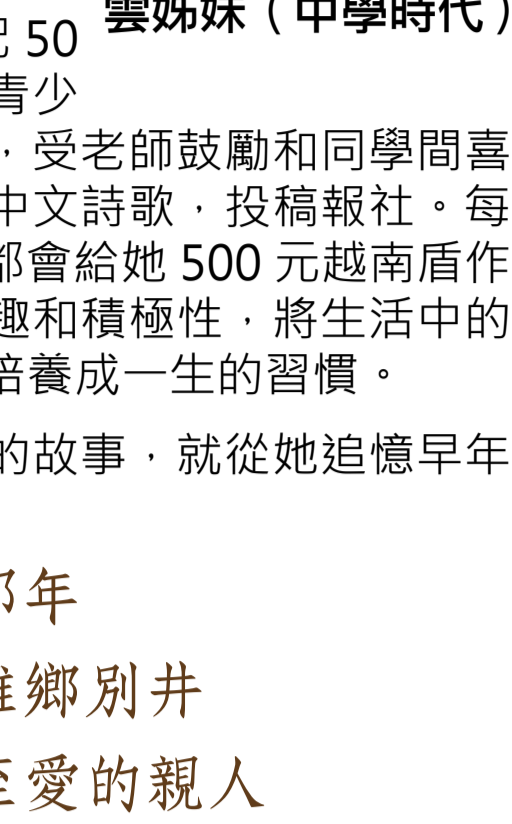 雲姊妹（中學時代）
50
青少
，受老師鼓勵和同學間喜
中文詩歌，投稿報社。每
都會給她 500 元越南盾作
趣和積極性，將生活中的
培養成一生的習慣。
的故事，就從她追憶早年
那年
離鄉別井
至愛的親人